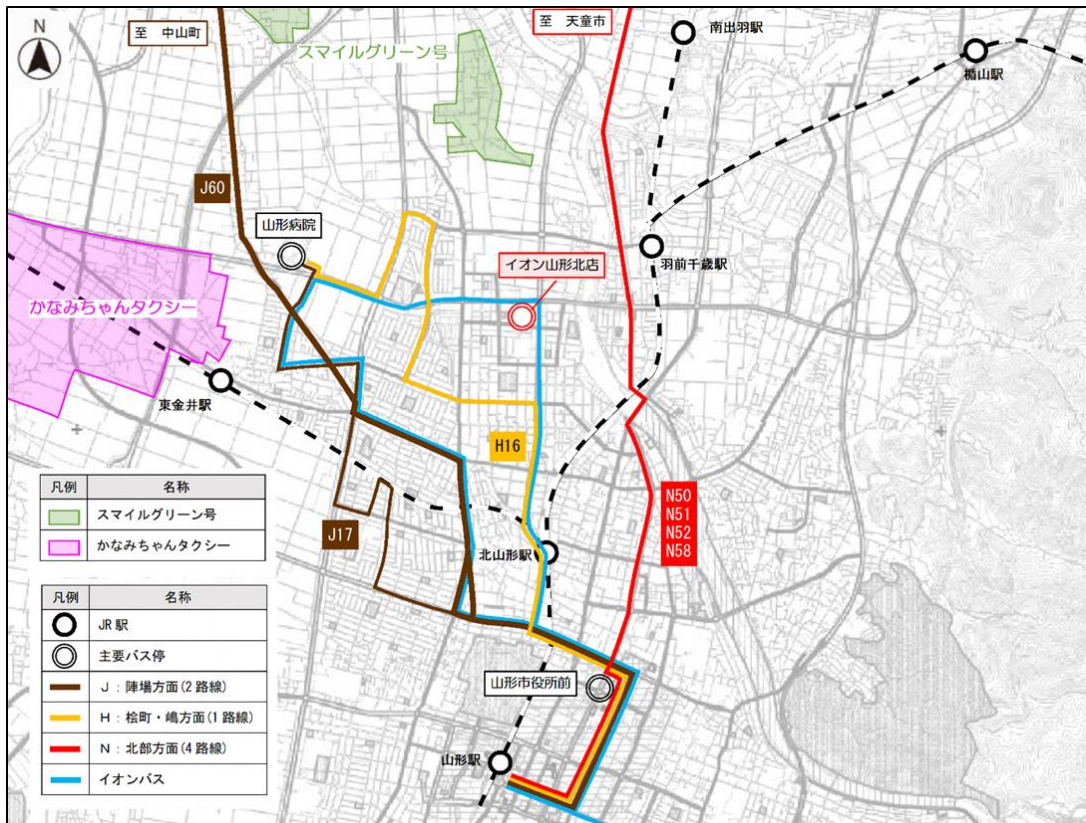 N
至 中山町
スマイルグリーン号
至 天童市
南出羽駅
楯山駅
J60
山形病院
イオン山形北店
羽前千歳駅
かなみちゃんタクシー
東金井駅
H16
凡例 名称
スマイルグリーン号
かなみちゃんタクシー
J17
N50
N51
N52
N58
北山形駅
凡例 名称
JR駅
主要バス停
J：陣場方面(2路線)
H：桧町・嶋方面(1路線)
N：北部方面(4路線)
イオンバス
山形市役所前
山形駅